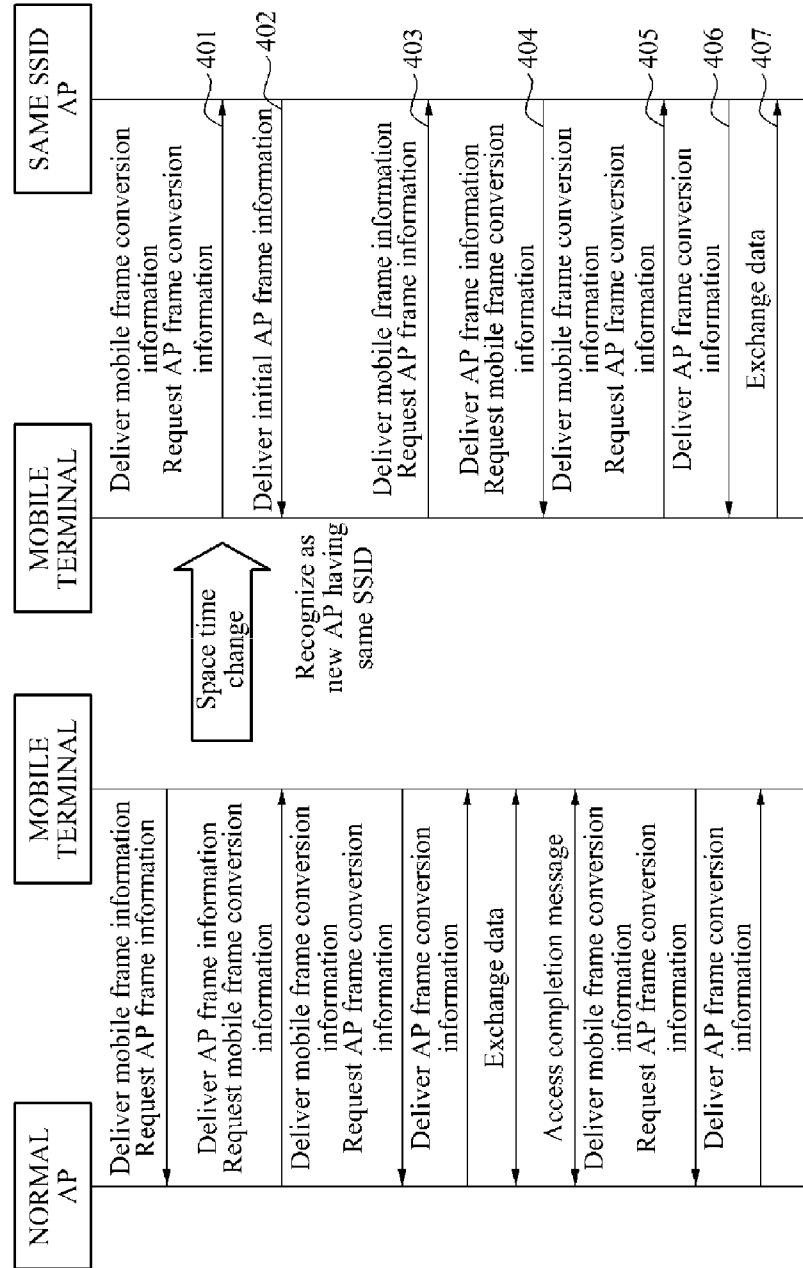 NORMAL
AP
MOBILE
TERMINAL
MOBILE
TERMINAL
SAME SSID
AP
Deliver mobile frame information
Request AP frame information
Deliver AP frame information
Request mobile frame conversion
information
Deliver mobile frame conversion
information
Request AP frame conversion
information
Deliver AP frame conversion
information
Exchange data
Access completion message
Deliver mobile frame conversion
information
Request AP frame conversion
information
Deliver AP frame conversion
information
Space time
change
Recognize as
new AP having
same SSID
Deliver mobile frame conversion
information
Request AP frame conversion
information
401
Deliver initial AP frame information
402
Deliver mobile frame information
Request AP frame information
403
Deliver AP frame information
Request mobile frame conversion
information
404
Deliver mobile frame conversion
information
Request AP frame conversion
information
405
Deliver AP frame conversion
information
406
Exchange data
407